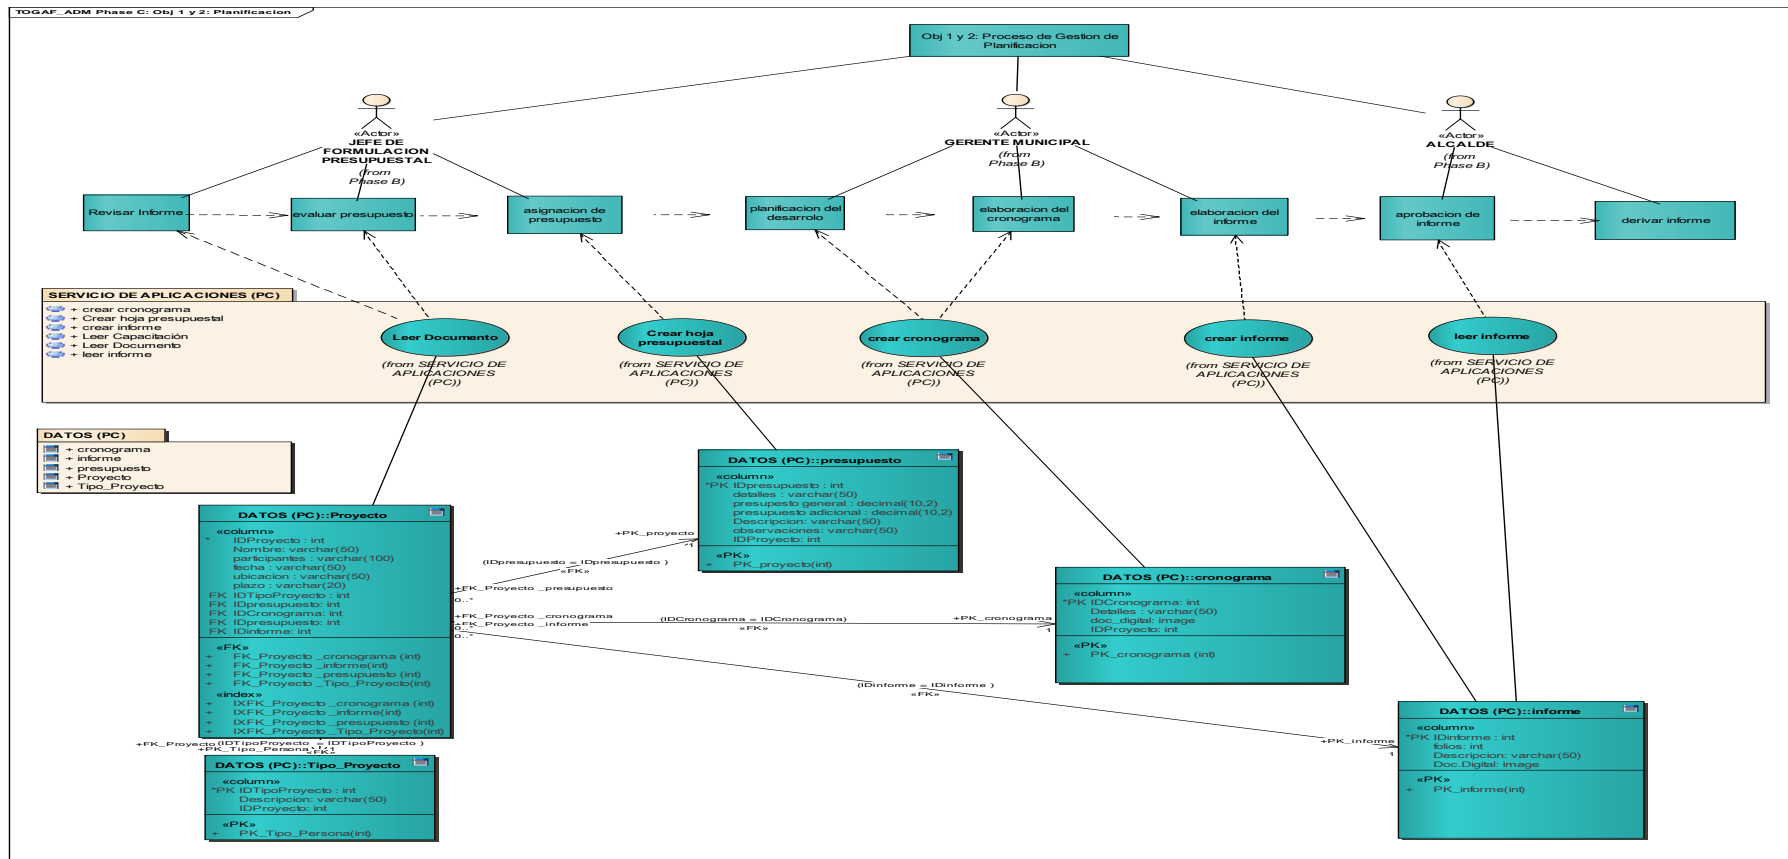 TOGAF_ADM Phase C: Obj 1 y 2: Planificacion
Obj 1 y 2: Proceso de Gestion de
Planificacion
«Actor»
JEFE DE
FORMULACION
PRESUPUESTAL
(from
Phase B)
«Actor»
GERENTE MUNICIPAL
(from
Phase B)
«Actor»
ALCALDE
(from
Phase B)
Revisar Informe
evaluar presupuesto
asignacion de
presupuesto
planificacion del
desarrolo
elaboracion del
cronograma
elaboracion del
informe
aprobacion de
informe
derivar informe
SERVICIO DE APLICACIONES (PC)
+ crear cronograma
+ Crear hoja presupuestal
+ crear informe
+ Leer Capacitación
+ Leer Documento
+ leer informe
Leer Documento
(from SERVICIO DE
APLICACIONES
(PC))
Crear hoja
presupuestal
(from SERVICIO DE
APLICACIONES
(PC))
crear cronograma
(from SERVICIO DE
APLICACIONES
(PC))
crear informe
(from SERVICIO DE
APLICACIONES
(PC))
leer informe
(from SERVICIO DE
APLICACIONES
(PC))
DATOS (PC)
+ cronograma
+ informe
+ presupuesto
+ Proyecto
+ Tipo_Proyecto
DATOS (PC)::Proyecto
«column»
* IDProyecto : int
Nombre: varchar(50)
participantes : varchar(100)
fecha : varchar(50)
ubicacion : varchar(50)
plazo : varchar(20)
FK IDTipoProyecto : int
FK IDpresupuesto: int
FK IDCronograma: int
FK IDpresupuesto: int
FK IDinforme: int
«FK»
+ FK_Proyecto _cronograma (int)
+ FK_Proyecto _informe(int)
+ FK_Proyecto _presupuesto (int)
+ FK_Proyecto _Tipo_Proyecto(int)
«index»
+ IXFK_Proyecto _cronograma (int)
+ IXFK_Proyecto _informe(int)
+ IXFK_Proyecto _presupuesto (int)
+ IXFK_Proyecto _Tipo_Proyecto(int)
DATOS (PC)::presupuesto
«column»
*PK IDpresupuesto : int
detalles : varchar(50)
presupesto general : decimal(10,2)
presupuesto adicional : decimal(10,2)
Descripcion: varchar(50)
observaciones: varchar(50)
IDProyecto: int
«PK»
+ PK_proyecto(int)
+PK_proyecto
1
(IDpresupuesto = IDpresupuesto )
«FK»
+FK_Proyecto _presupuesto
0..*
+FK_Proyecto _cronograma
+FK_Proyecto _informe
0..*
0..*
(IDCronograma = IDCronograma)
«FK»
+PK_cronograma
1
DATOS (PC)::cronograma
«column»
*PK IDCronograma: int
Detalles : varchar(50)
doc_digital: image
IDProyecto: int
«PK»
+ PK_cronograma (int)
(IDinforme = IDinforme )
«FK»
+PK_informe
1
DATOS (PC)::informe
«column»
*PK IDinforme : int
folios: int
Descripcion: varchar(50)
Doc.Digital: image
«PK»
+ PK_informe(int)
+FK_Proyecto
(IDTipoProyecto = IDTipoProyecto )
+PK_Tipo_Persona
1
«FK»
DATOS (PC)::Tipo_Proyecto
«column»
*PK IDTipoProyecto : int
Descripcion: varchar(50)
IDProyecto: int
«PK»
+ PK_Tipo_Persona(int)